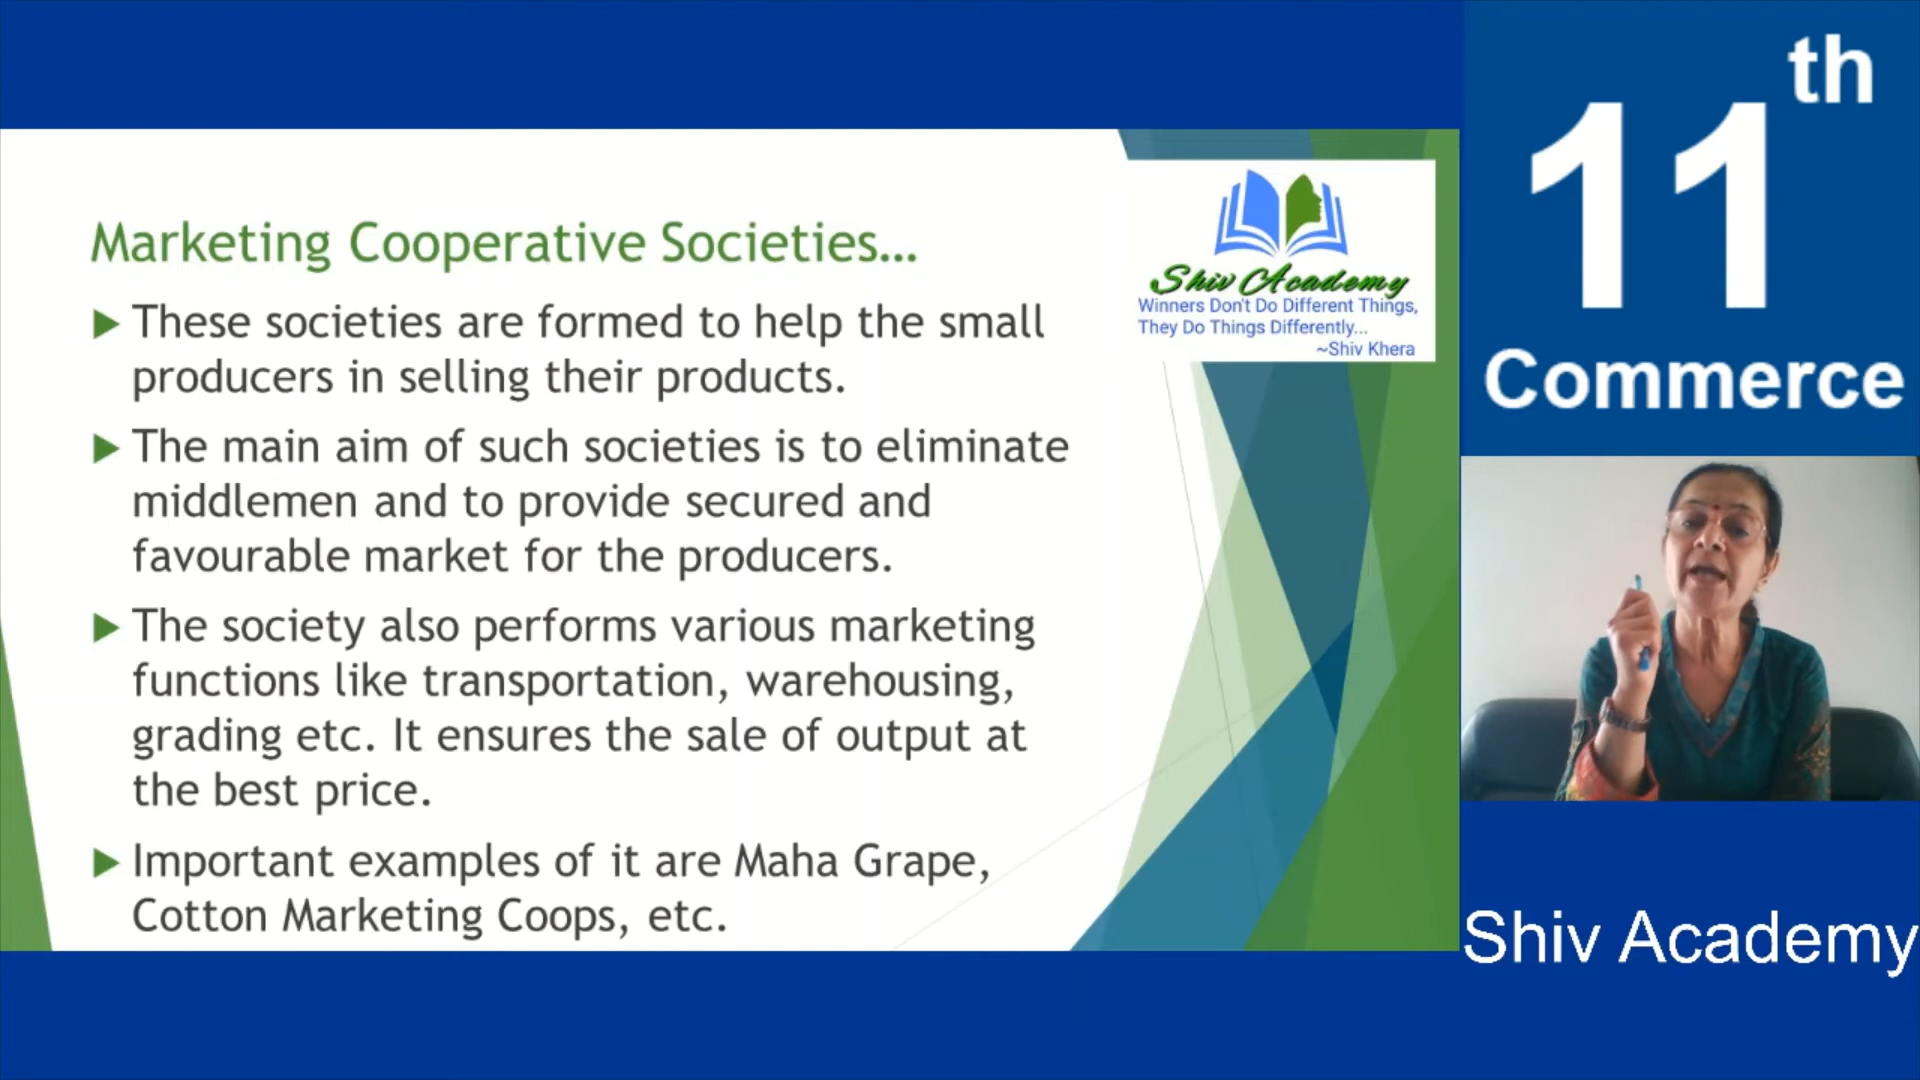 Marketing Cooperative Societies...
These societies are formed to help the small
producers in selling their products.
The main aim of such societies is to eliminate
middlemen and to provide secured and
favourable market for the producers.
The society also performs various marketing
functions like transportation, warehousing,
grading etc. It ensures the sale of output at
the best price.
Important examples of it are Maha Grape,
Cotton Marketing Coops, etc.
Shiv Academy
Winners Don't Do Different Things,
They Do Things Differently...
~Shiv Khera
11th
Commerce
Shiv Academy